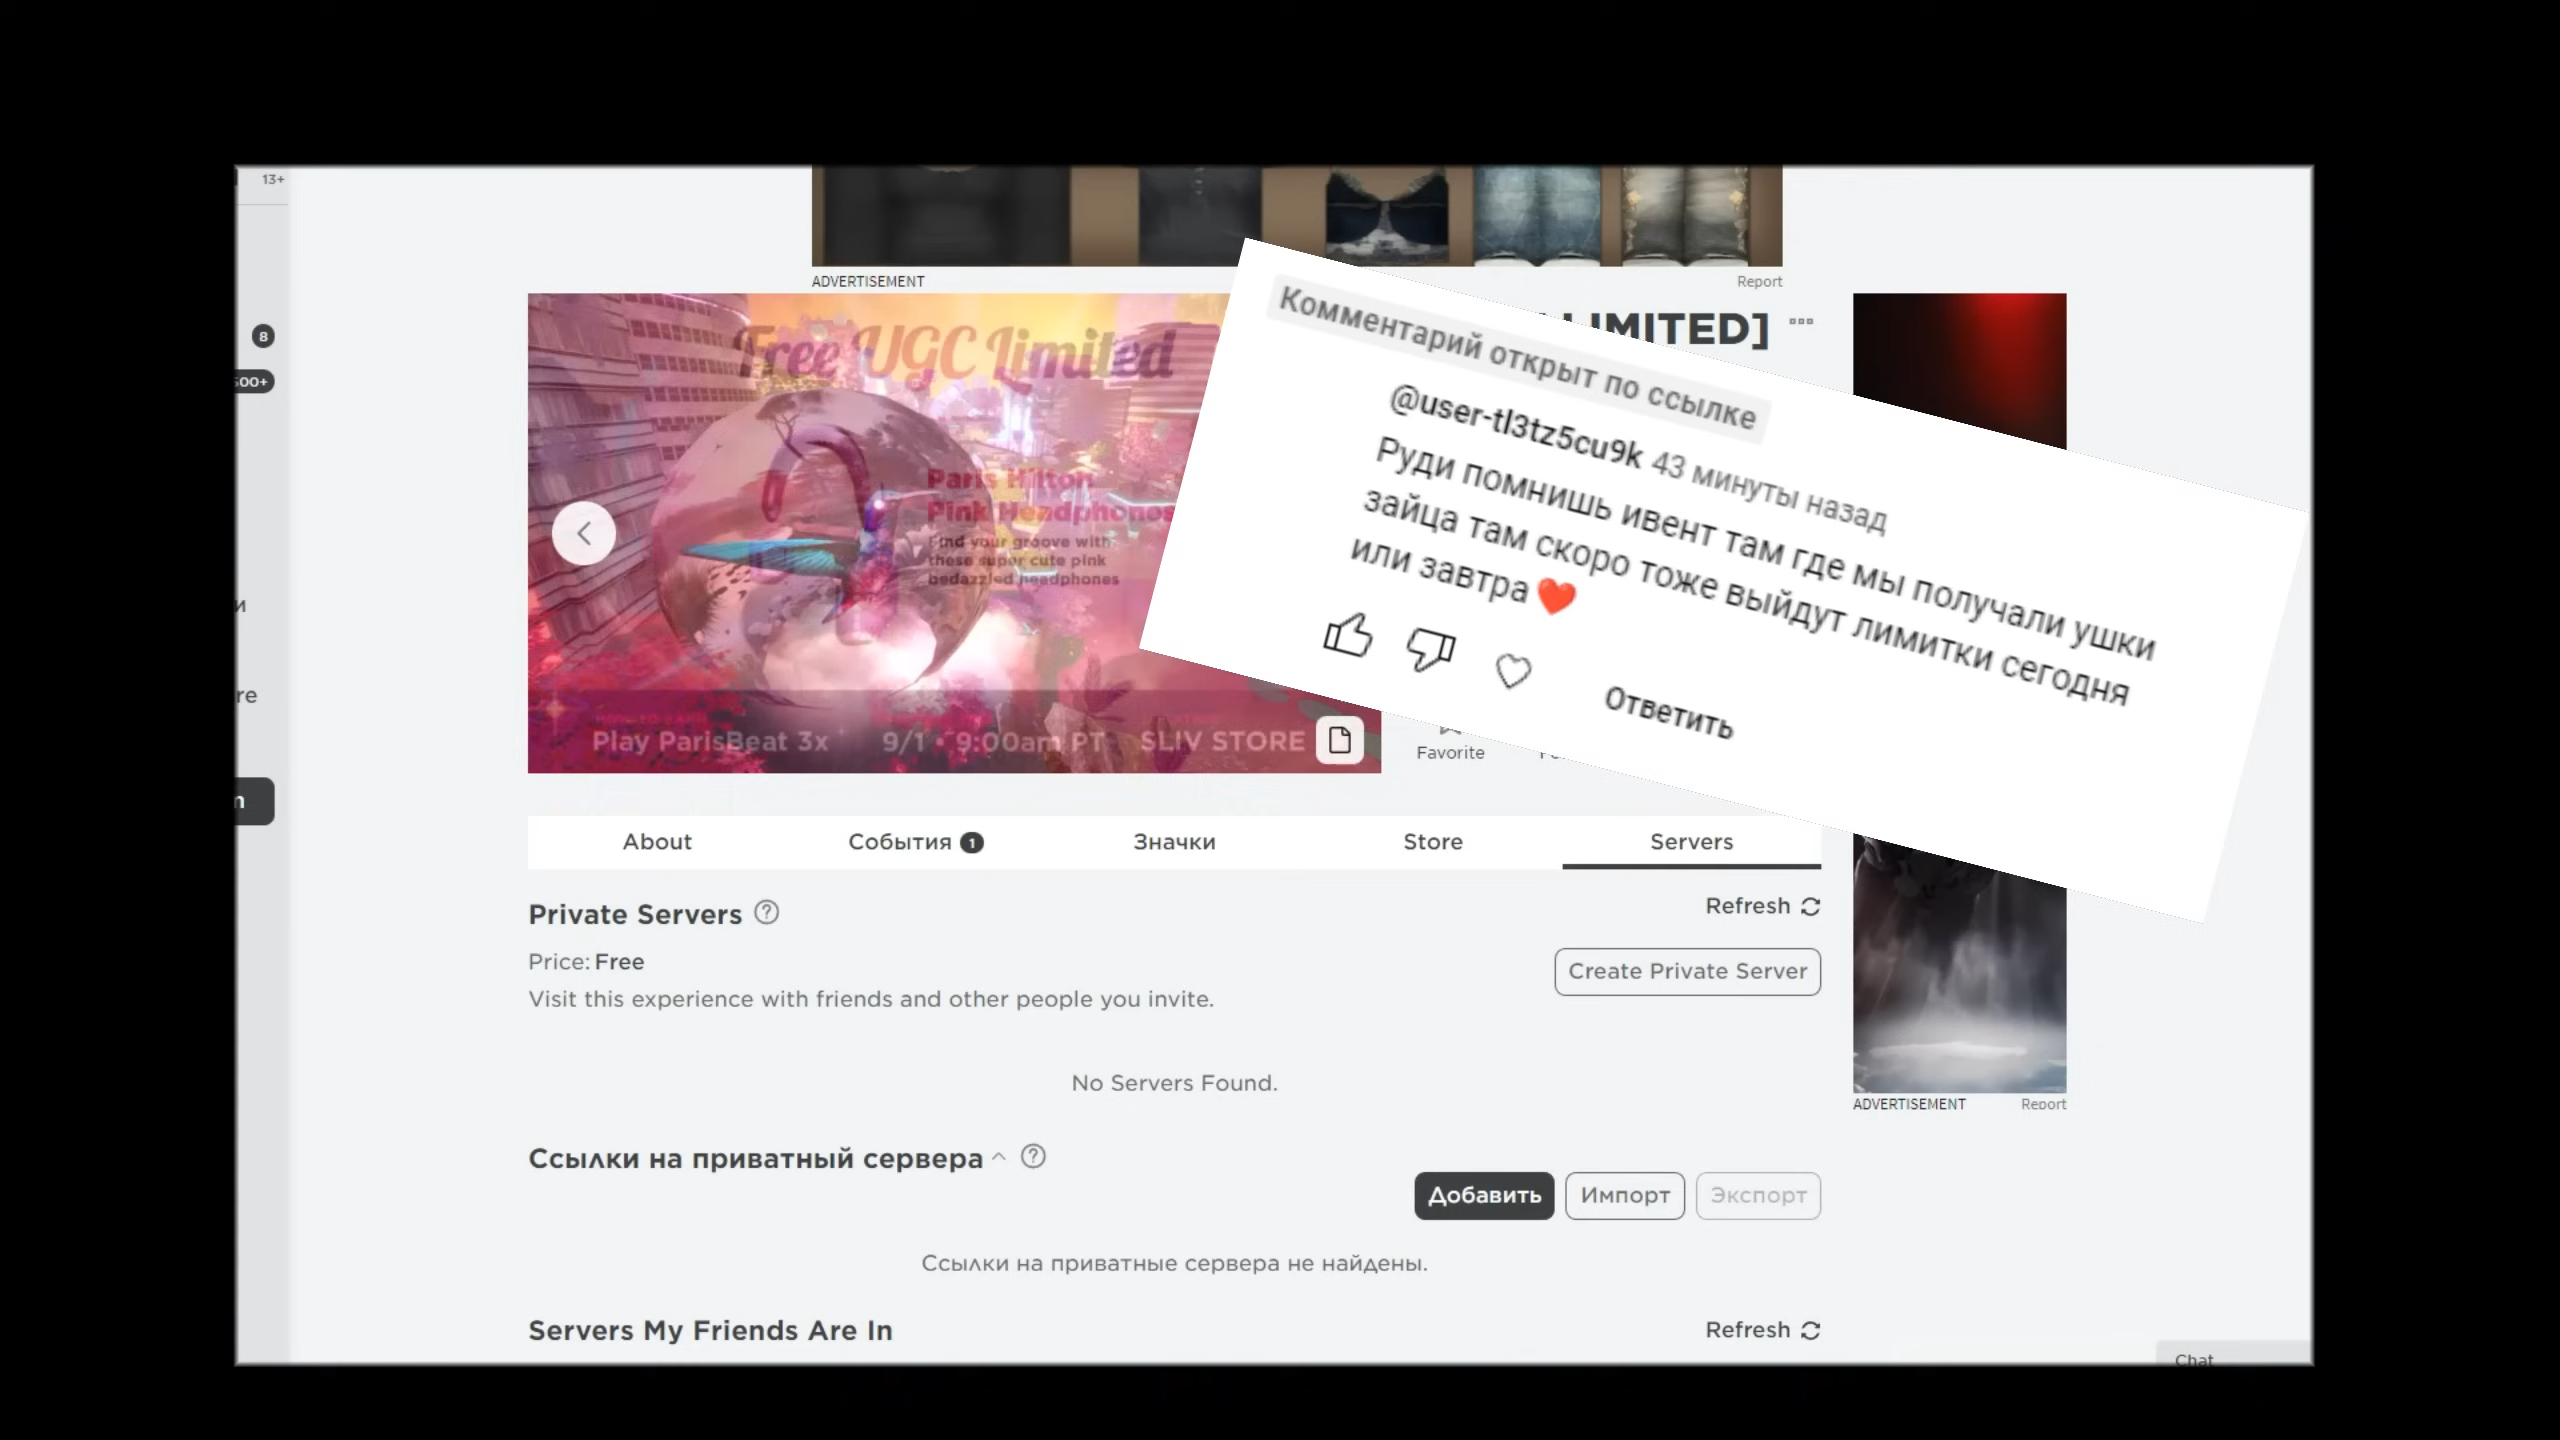 13+
ADVERTISEMENT
Report
8
500+
Free UGC Limited
LIMITED]
Комментарий открыт по ссылке
@user-tl3tz5cu9k 43 минуты назад
Руди помнишь ивент там где мы получали ушки
зайца там скоро тоже выйдут лимитки сегодня
или завтра ❤️
Ответить
Paris Hilton
Pink Headphones
Find your groove with
these super cute pink
bedazzled headphones
Play ParisBeat 3x
9/1 • 9:00am PT
SLIV STORE
Favorite
About
События 1
Значки
Store
Servers
Private Servers
Refresh
Price: Free
Create Private Server
Visit this experience with friends and other people you invite.
No Servers Found.
ADVERTISEMENT
Report
Ссылки на приватный сервера
Добавить
Импорт
Экспорт
Ссылки на приватные сервера не найдены.
Servers My Friends Are In
Refresh
Chat